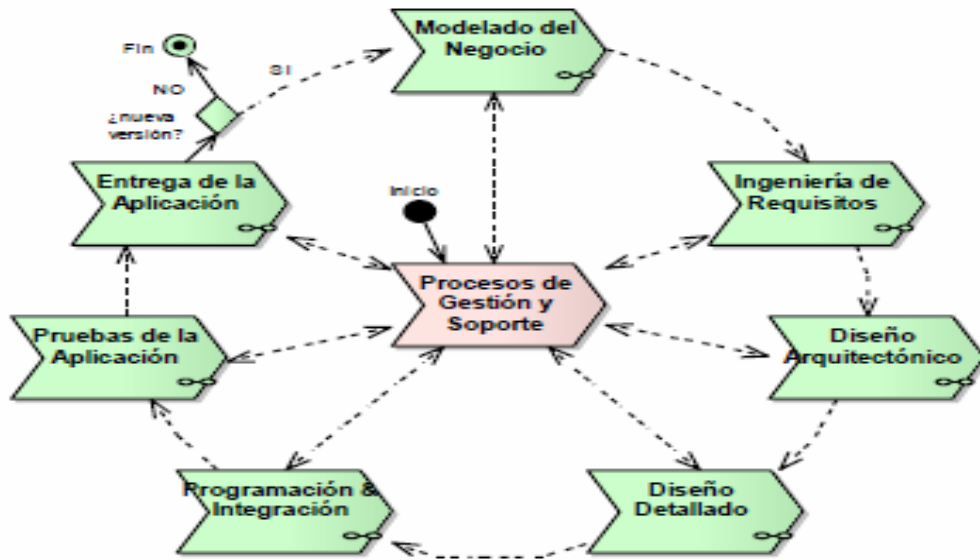 Modelado del
Negocio
Fin
SI
NO
¿nueva
versión?
Entrega de la
Aplicación
Inicio
Ingeniería de
Requisitos
Procesos de
Gestión y
Soporte
Pruebas de la
Aplicación
Diseño
Arquitectónico
Programación &
Integración
Diseño
Detallado